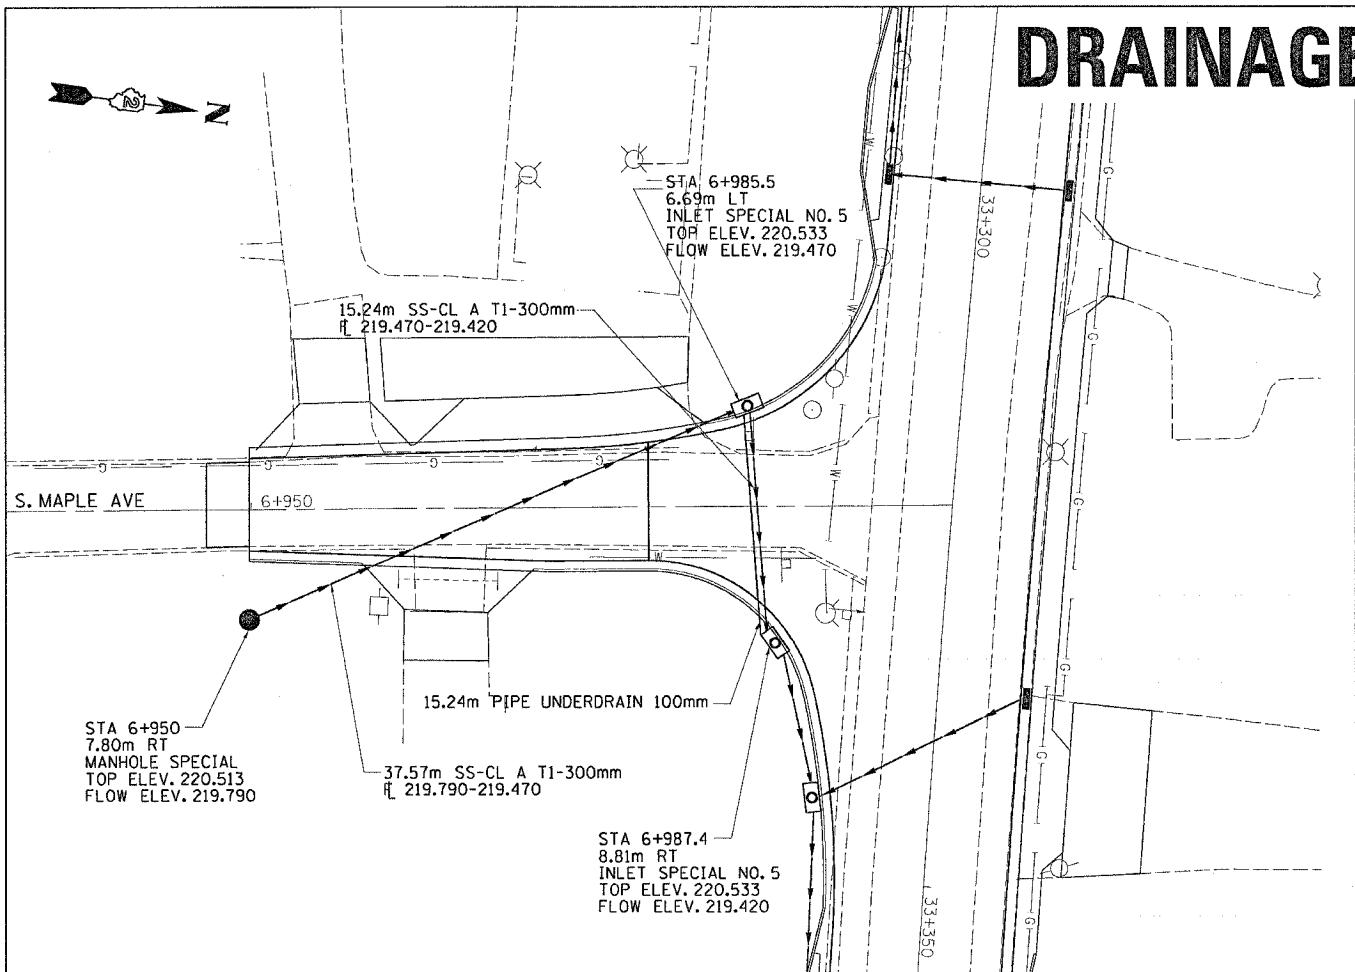 DRAINAGE
N
2
STA 6+985.5
6.69m LT
INLET SPECIAL NO. 5
TOP ELEV. 220.533
FLOW ELEV. 219.470
33+300
15.24m SS-CL A T1-300mm
℄ 219.470-219.420
W
W
W
W
G
G
G
G
G
G
G
G
G
G
G
S. MAPLE AVE
6+950
15.24m PIPE UNDERDRAIN 100mm
STA 6+950
7.80m RT
MANHOLE SPECIAL
TOP ELEV. 220.513
FLOW ELEV. 219.790
37.57m SS-CL A T1-300mm
℄ 219.790-219.470
STA 6+987.4
8.81m RT
INLET SPECIAL NO. 5
TOP ELEV. 220.533
FLOW ELEV. 219.420
33+350